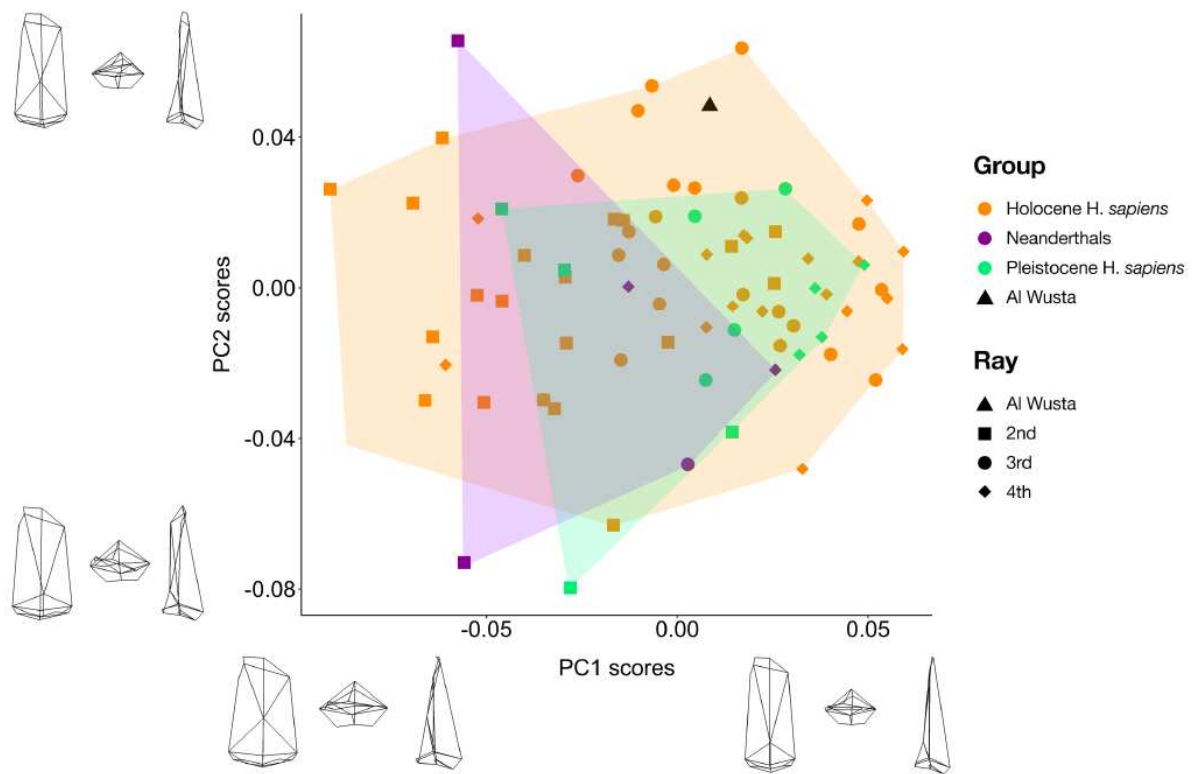 0.04
0.00
-0.04
-0.08
PC2 scores
-0.05
0.00
0.05
PC1 scores
Group
Holocene H. sapiens
Neanderthals
Pleistocene H. sapiens
Al Wusta
Ray
Al Wusta
2nd
3rd
4th